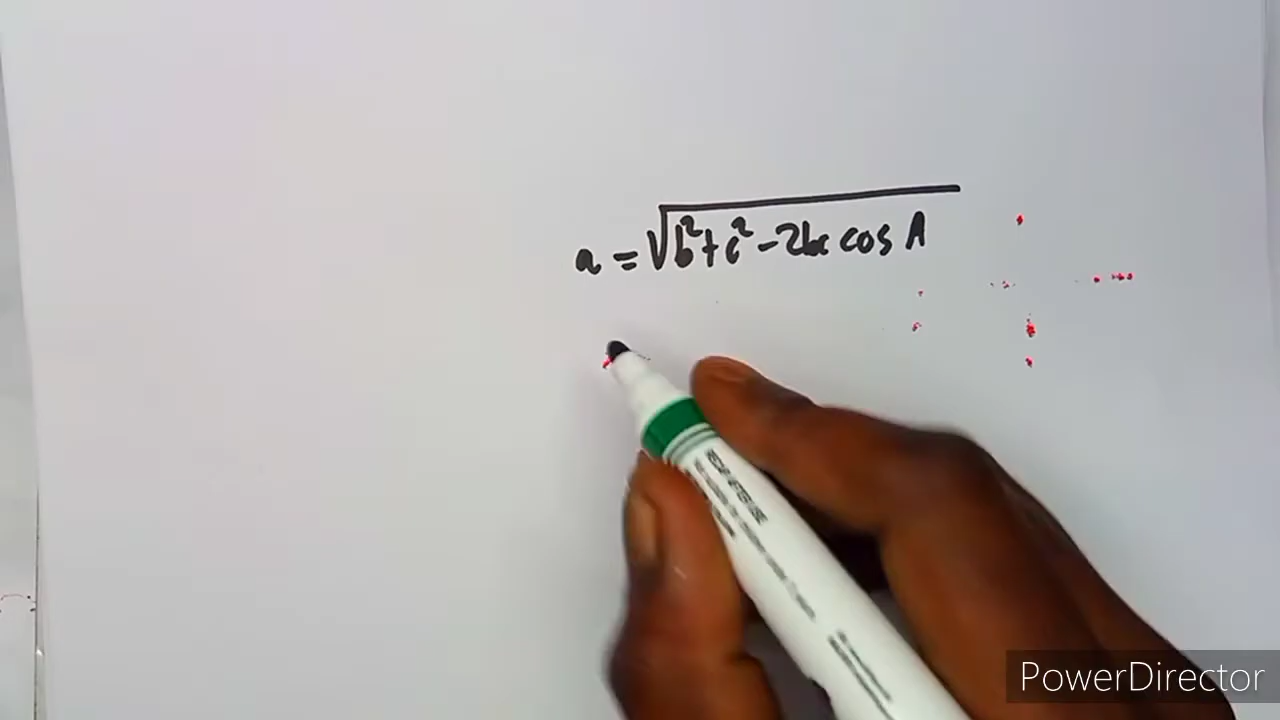 a = √b²+c²-2bc cos A
PowerDirector